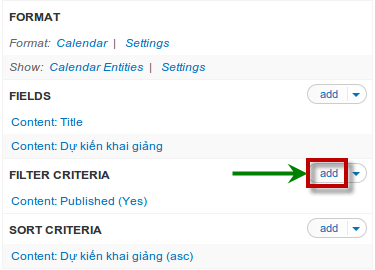 FORMAT
Format: Calendar | Settings
Show: Calendar Entities | Settings
FIELDS add
Content: Title
Content: Dự kiến khai giảng
FILTER CRITERIA add
Content: Published (Yes)
SORT CRITERIA add
Content: Dự kiến khai giảng (asc)